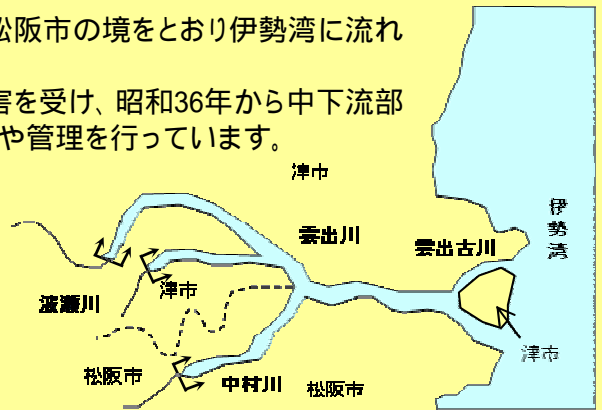 松阪市の境をとおり伊勢湾に流れ
害を受け、昭和36年から中下流部
や管理を行っています。
津市
伊勢湾
雲出川
雲出古川
津市
波瀬川
津市
松阪市
中村川
松阪市